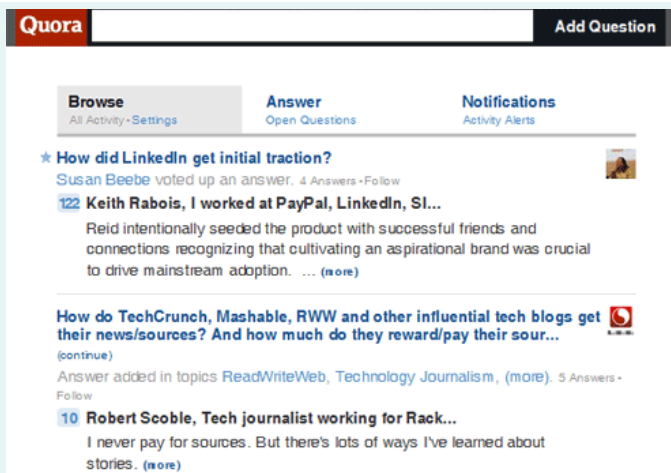 Quora Add Question
Browse Answer Notifications
All Activity • Settings Open Questions Activity Alerts
How did LinkedIn get initial traction?
Susan Beebe voted up an answer. 4 Answers • Follow
122 Keith Rabois, I worked at PayPal, LinkedIn, Sl...
Reid intentionally seeded the product with successful friends and
connections recognizing that cultivating an aspirational brand was crucial
to drive mainstream adoption. ... (more)
How do TechCrunch, Mashable, RWW and other influential tech blogs get
their news/sources? And how much do they reward/pay their sour...
(continue)
Answer added in topics ReadWriteWeb, Technology Journalism, (more). 5 Answers •
Follow
10 Robert Scoble, Tech journalist working for Rack...
I never pay for sources. But there's lots of ways I've learned about
stories. (more)